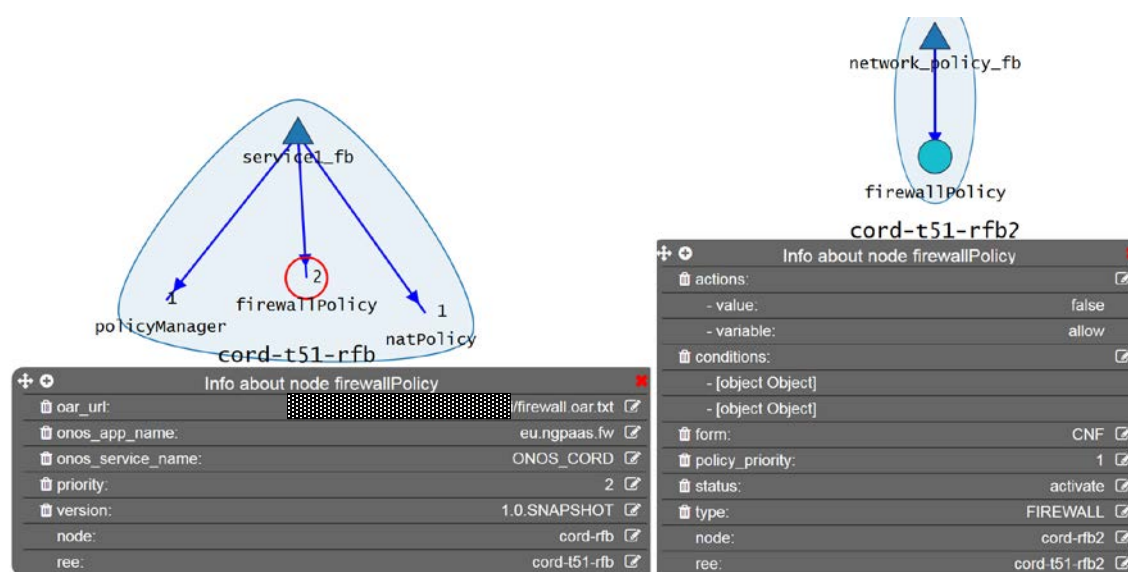 service1_fb
2
1
1
firewallPolicy
policyManager
natPolicy
cord-t51-rfb
Info about node firewallPolicy
oar_url: /firewall.oar.txt
onos_app_name: eu.ngpaas.fw
onos_service_name: ONOS_CORD
priority: 2
version: 1.0.SNAPSHOT
node: cord-rfb
ree: cord-t51-rfb
network_policy_fb
firewallPolicy
cord-t51-rfb2
Info about node firewallPolicy
actions:
- value: false
- variable: allow
conditions:
- [object Object]
- [object Object]
form: CNF
policy_priority: 1
status: activate
type: FIREWALL
node: cord-rfb2
ree: cord-t51-rfb2